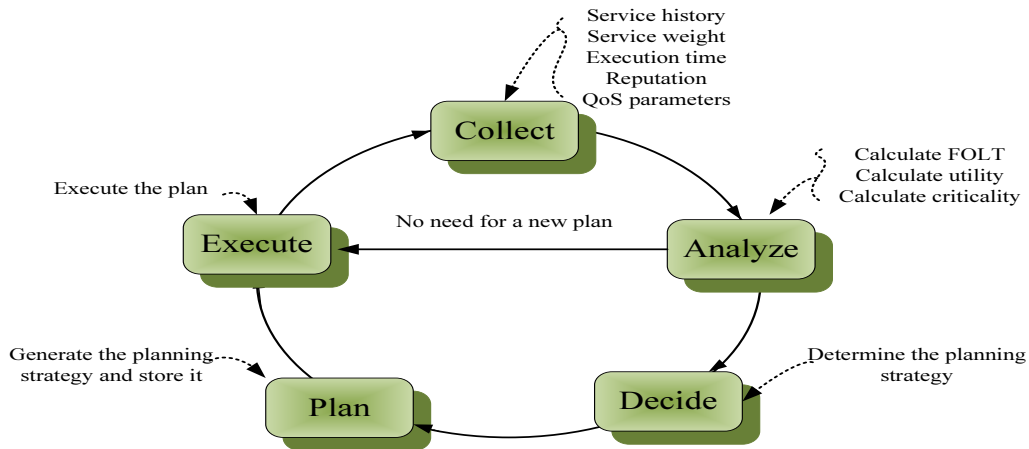 Service history
Service weight
Execution time
Reputation
QoS parameters
Collect
Calculate FOLT
Calculate utility
Calculate criticality
Execute the plan
No need for a new plan
Execute
Analyze
Generate the planning
strategy and store it
Determine the planning
strategy
Plan
Decide